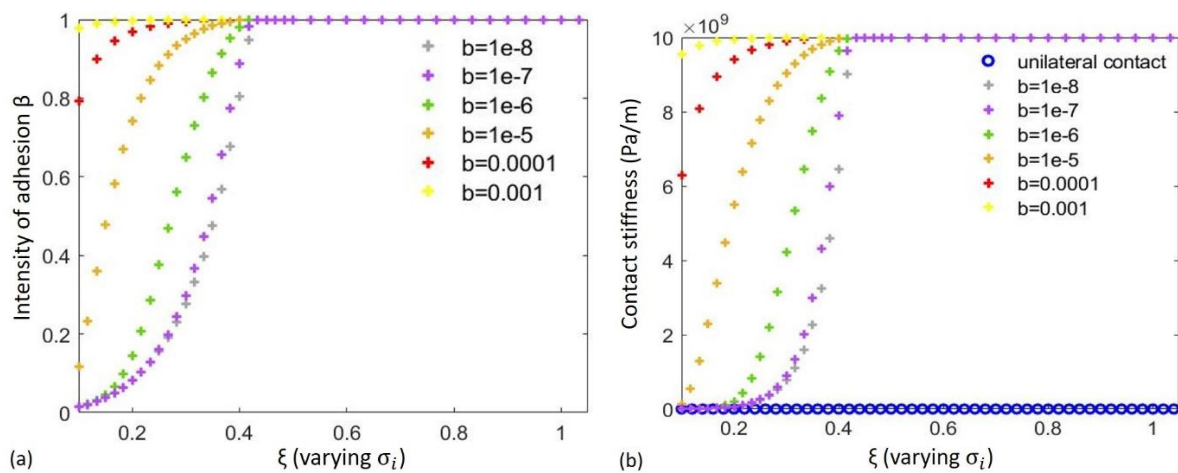 1
0.8
0.6
0.4
0.2
0
Intensity of adhesion β
b=1e-8
b=1e-7
b=1e-6
b=1e-5
b=0.0001
b=0.001
0.2 0.4 0.6 0.8 1
(a) ξ (varying σᵢ)
×10⁹
10
8
6
4
2
0
Contact stiffness (Pa/m)
unilateral contact
b=1e-8
b=1e-7
b=1e-6
b=1e-5
b=0.0001
b=0.001
0.2 0.4 0.6 0.8 1
(b) ξ (varying σᵢ)